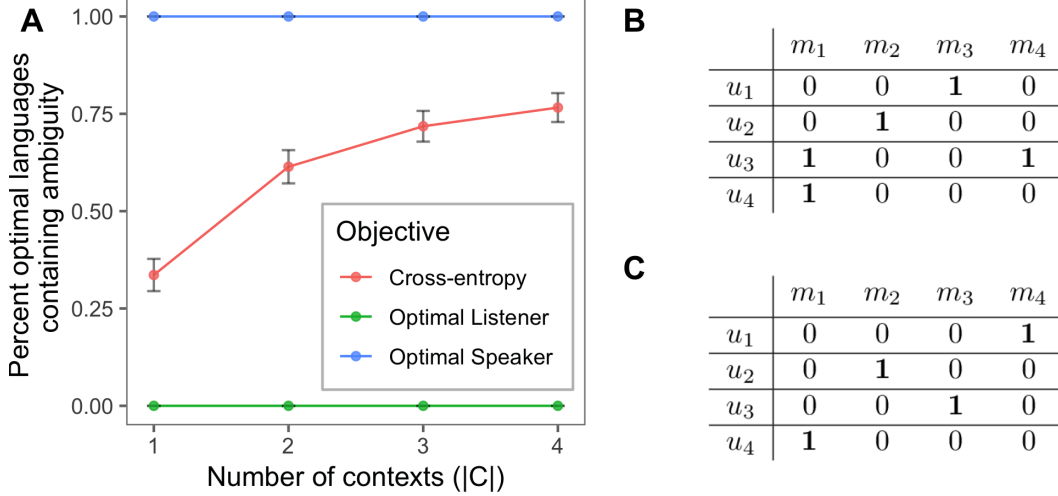 A
Percent optimal languages
containing ambiguity
1.00
0.75
0.50
0.25
0.00
1 2 3 4
Number of contexts (|C|)
Objective
Cross-entropy
Optimal Listener
Optimal Speaker
B
m₁ m₂ m₃ m₄
u₁ 0 0 1 0
u₂ 0 1 0 0
u₃ 1 0 0 1
u₄ 1 0 0 0
C
m₁ m₂ m₃ m₄
u₁ 0 0 0 1
u₂ 0 1 0 0
u₃ 0 0 1 0
u₄ 1 0 0 0